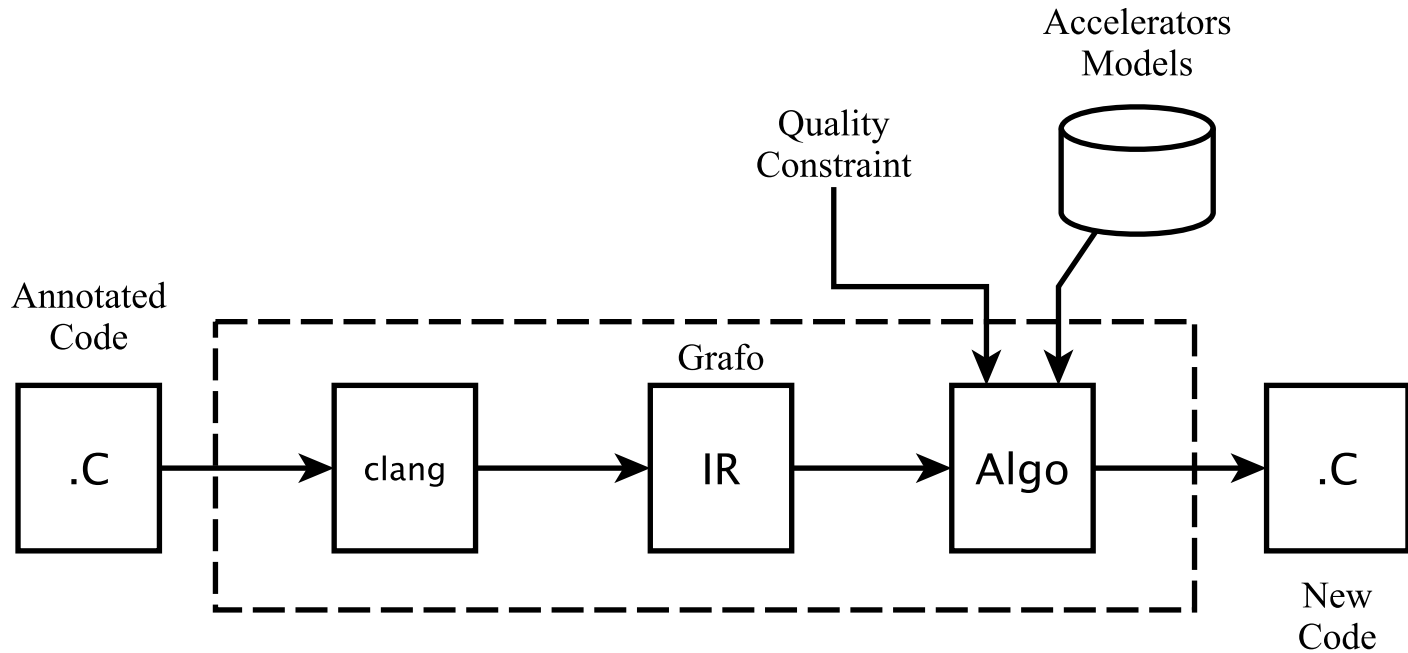 Accelerators
Models
Quality
Constraint
Annotated
Code
Grafo
.C
clang
IR
Algo
.C
New
Code